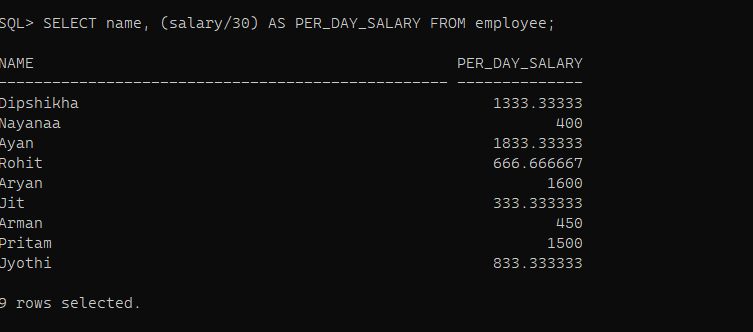 SQL> SELECT name, (salary/30) AS PER_DAY_SALARY FROM employee;
NAME PER_DAY_SALARY
-------------------------------------------------- --------------
Dipshikha 1333.33333
Nayanaa 400
Ayan 1833.33333
Rohit 666.666667
Aryan 1600
Jit 333.333333
Arman 450
Pritam 1500
Jyothi 833.333333
9 rows selected.